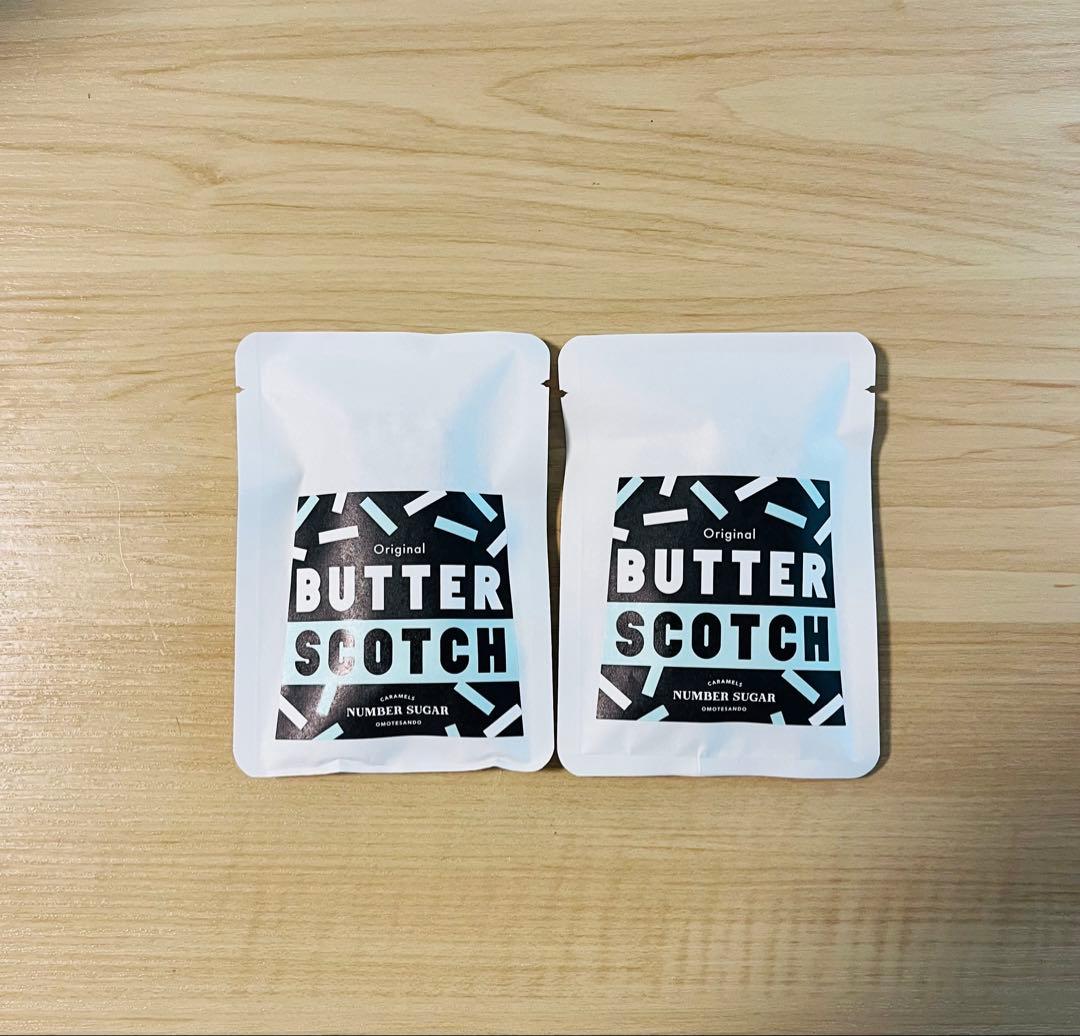 Original
BUTTER
SCOTCH
CARAMELS
NUMBER SUGAR
OMOTESANDO
Original
BUTTER
SCOTCH
CARAMELS
NUMBER SUGAR
OMOTESANDO